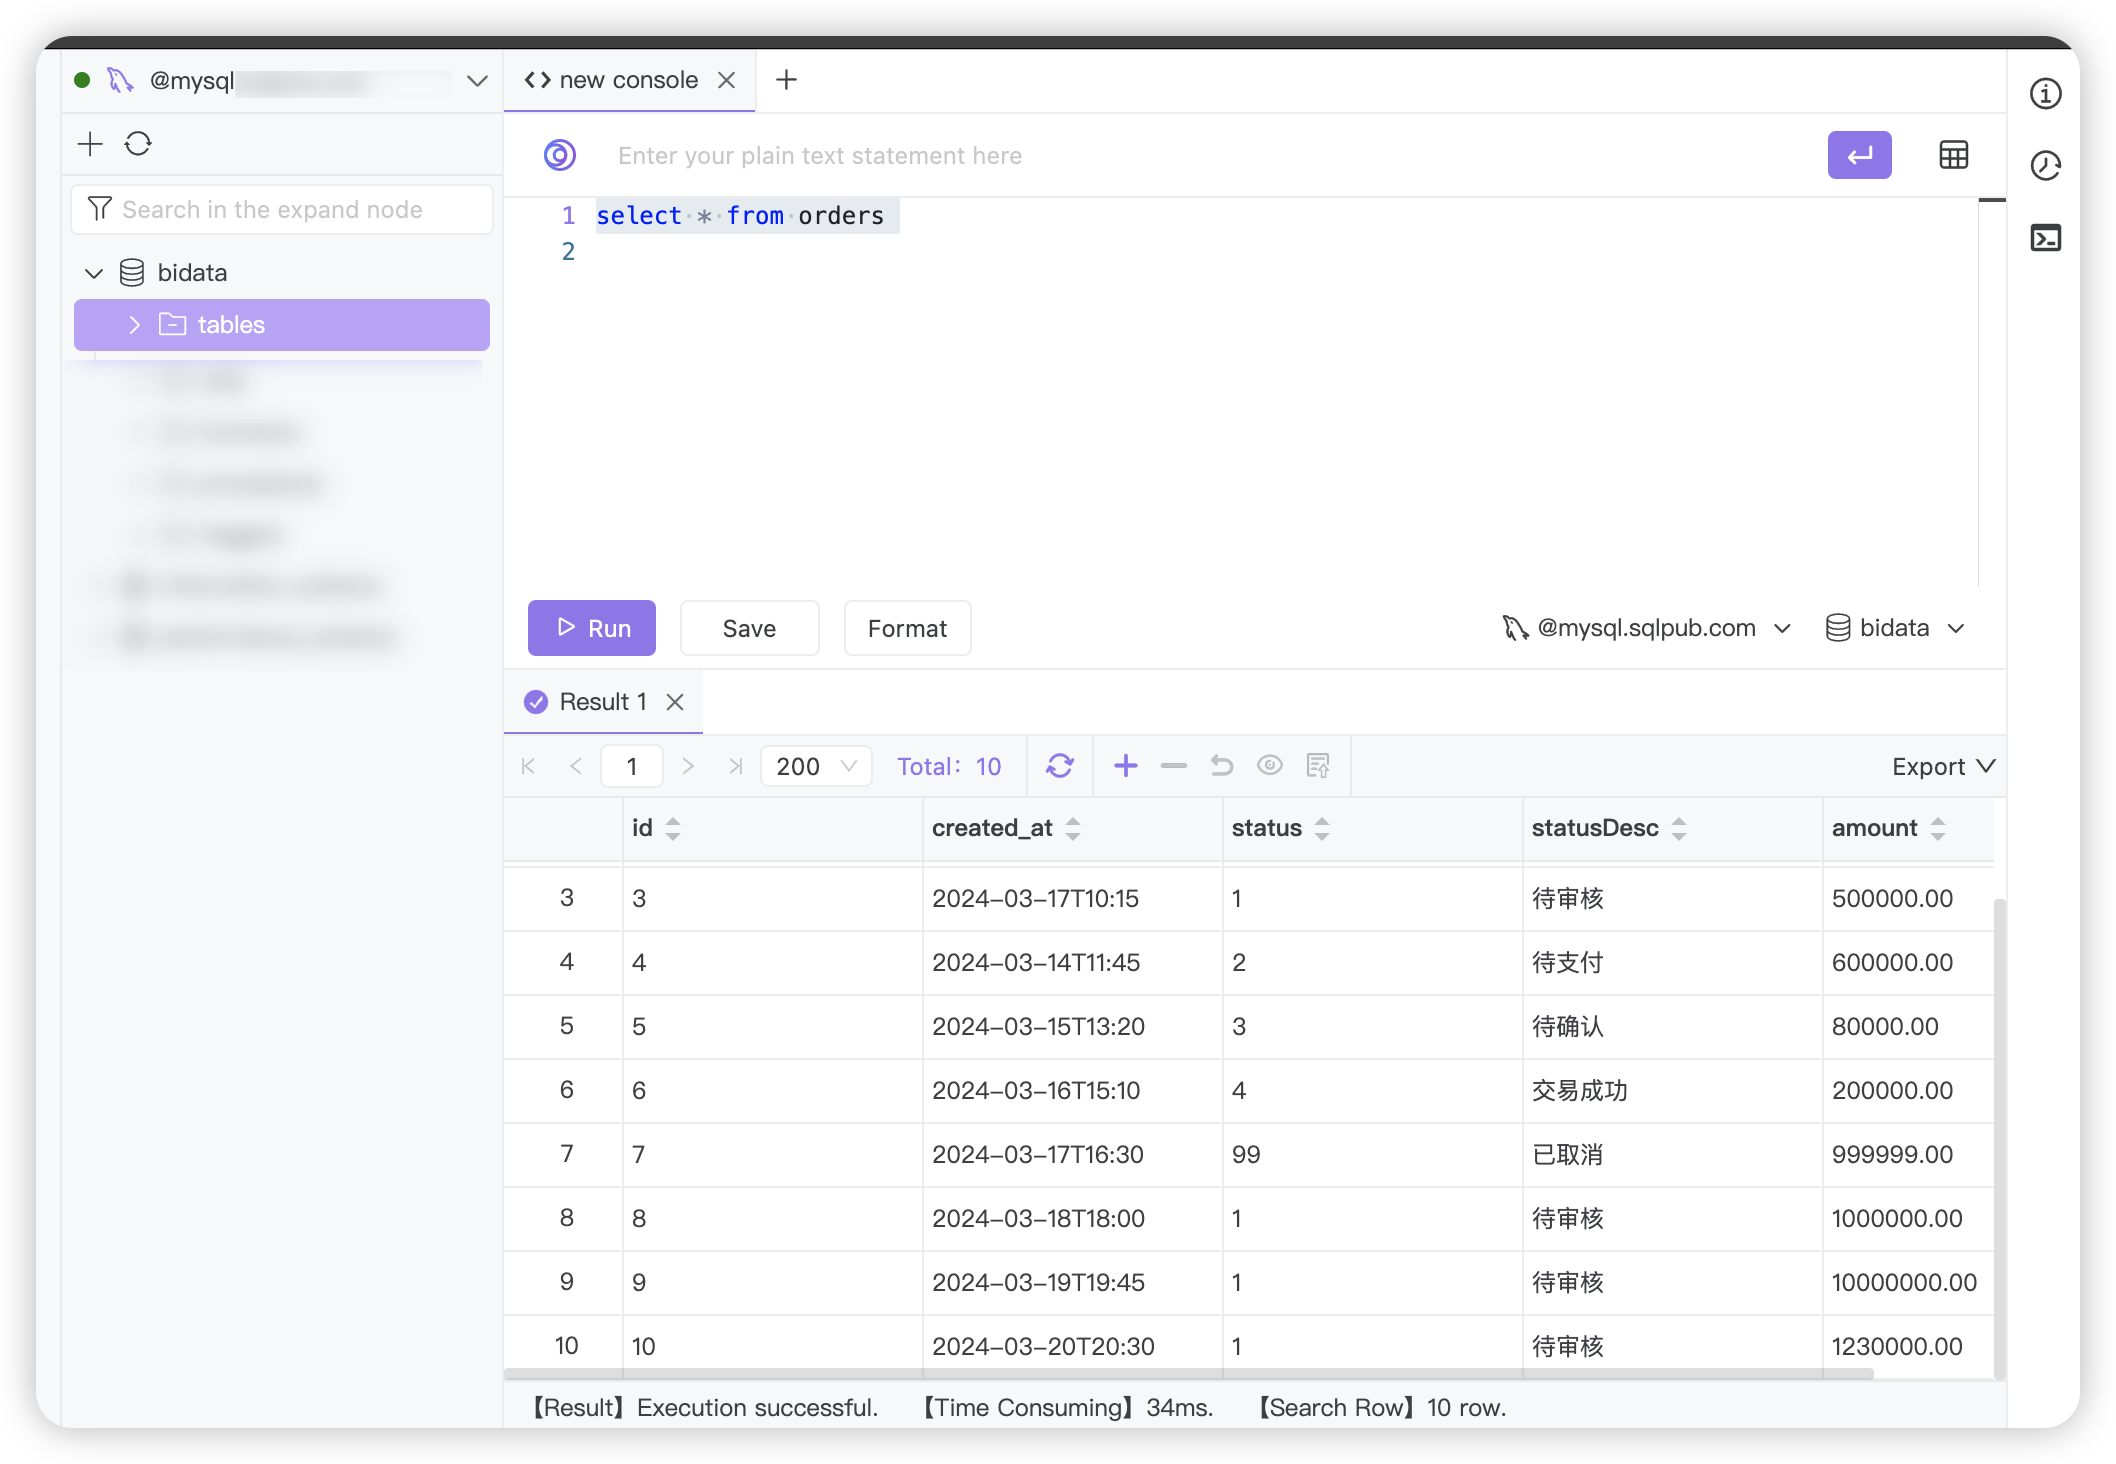 @mysql
new console
Search in the expand node
bidata
tables
Enter your plain text statement here
1 select * from orders
2
Run Save Format @mysql.sqlpub.com bidata
Result 1
1 200 Total: 10 Export
id created_at status statusDesc amount
3 3 2024-03-17T10:15 1 待审核 500000.00
4 4 2024-03-14T11:45 2 待支付 600000.00
5 5 2024-03-15T13:20 3 待确认 80000.00
6 6 2024-03-16T15:10 4 交易成功 200000.00
7 7 2024-03-17T16:30 99 已取消 999999.00
8 8 2024-03-18T18:00 1 待审核 1000000.00
9 9 2024-03-19T19:45 1 待审核 10000000.00
10 10 2024-03-20T20:30 1 待审核 1230000.00
【Result】Execution successful. 【Time Consuming】34ms. 【Search Row】10 row.